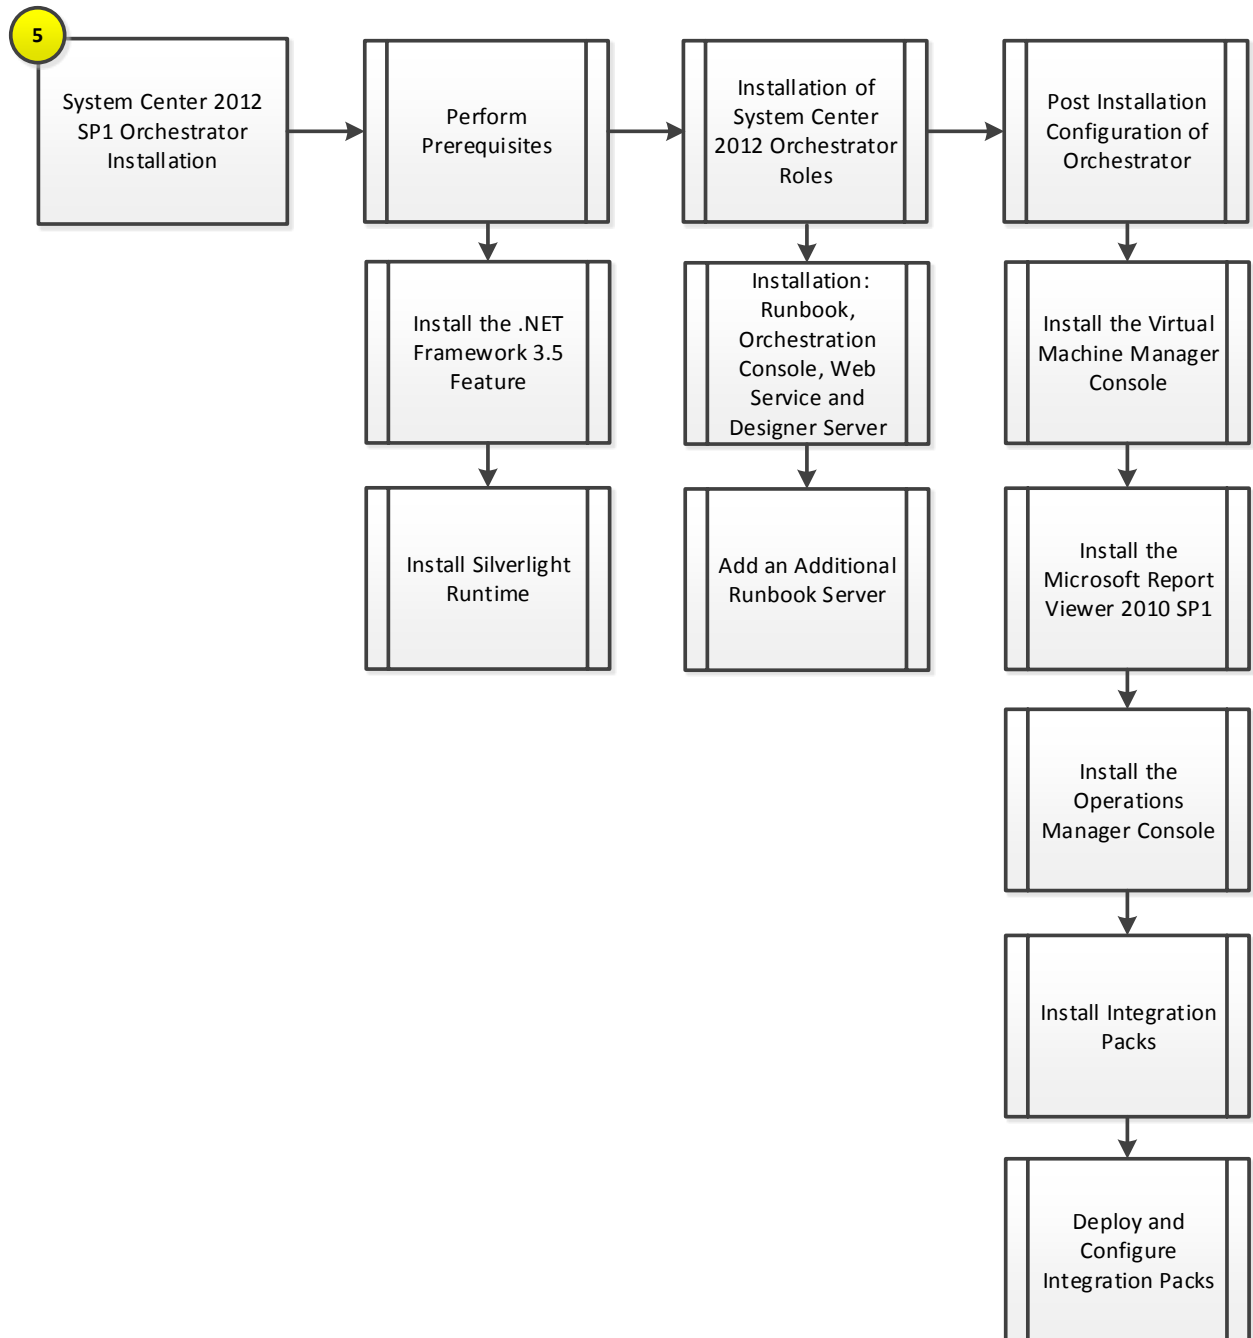 5
System Center 2012
SP1 Orchestrator
Installation
Perform
Prerequisites
Installation of
System Center
2012 Orchestrator
Roles
Post Installation
Configuration of
Orchestrator
Install the .NET
Framework 3.5
Feature
Installation:
Runbook,
Orchestration
Console, Web
Service and
Designer Server
Install the Virtual
Machine Manager
Console
Install Silverlight
Runtime
Add an Additional
Runbook Server
Install the
Microsoft Report
Viewer 2010 SP1
Install the
Operations
Manager Console
Install Integration
Packs
Deploy and
Configure
Integration Packs